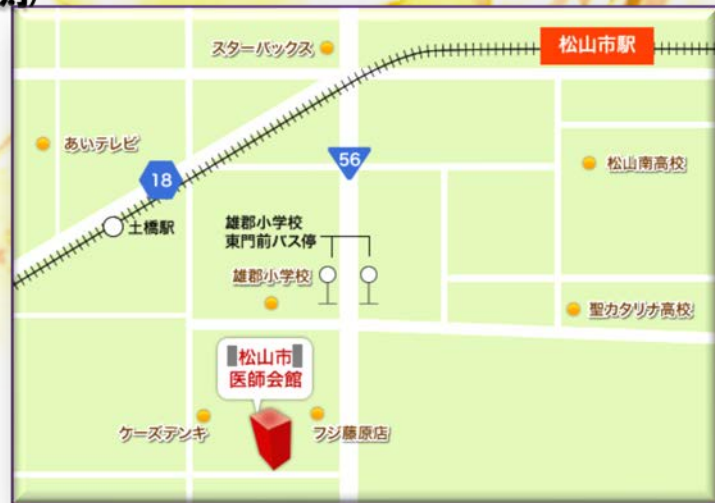 スターバックス
松山市駅
あいテレビ
56
松山南高校
18
土橋駅
雄郡小学校
東門前バス停
雄郡小学校
聖カタリナ高校
松山市
医師会館
ケーズデンキ
フジ藤原店